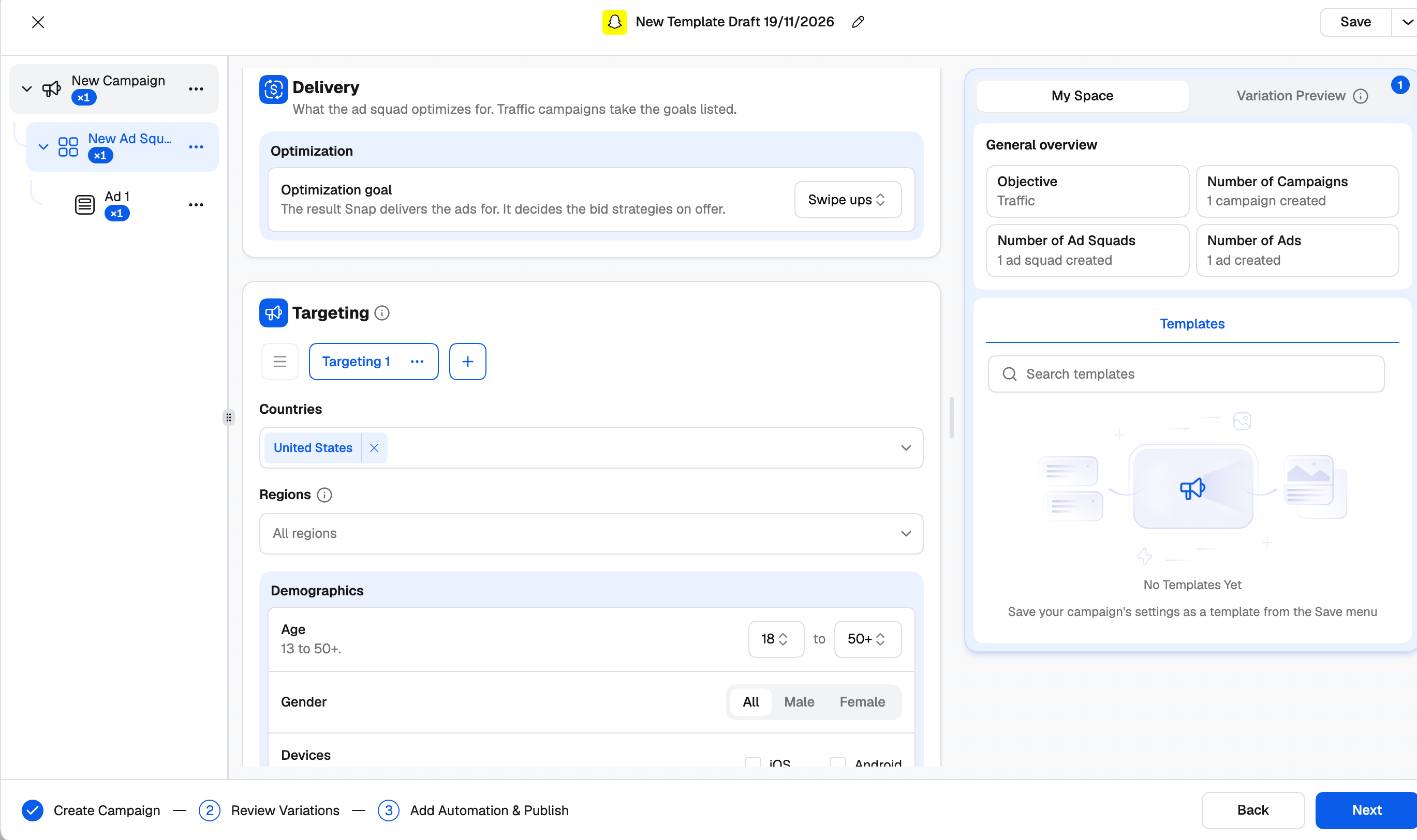 New Template Draft 19/11/2026
Save
New Campaign
×1
New Ad Squ...
×1
Ad 1
×1
Delivery
What the ad squad optimizes for. Traffic campaigns take the goals listed.
Optimization
Optimization goal
The result Snap delivers the ads for. It decides the bid strategies on offer.
Swipe ups
Targeting
Targeting 1
Countries
United States
Regions
All regions
Demographics
Age
13 to 50+.
18 to 50+
Gender
All Male Female
Devices
iOS Android
My Space
Variation Preview
1
General overview
Objective
Traffic
Number of Campaigns
1 campaign created
Number of Ad Squads
1 ad squad created
Number of Ads
1 ad created
Templates
Search templates
No Templates Yet
Save your campaign's settings as a template from the Save menu
Create Campaign — 2 Review Variations — 3 Add Automation & Publish
Back
Next